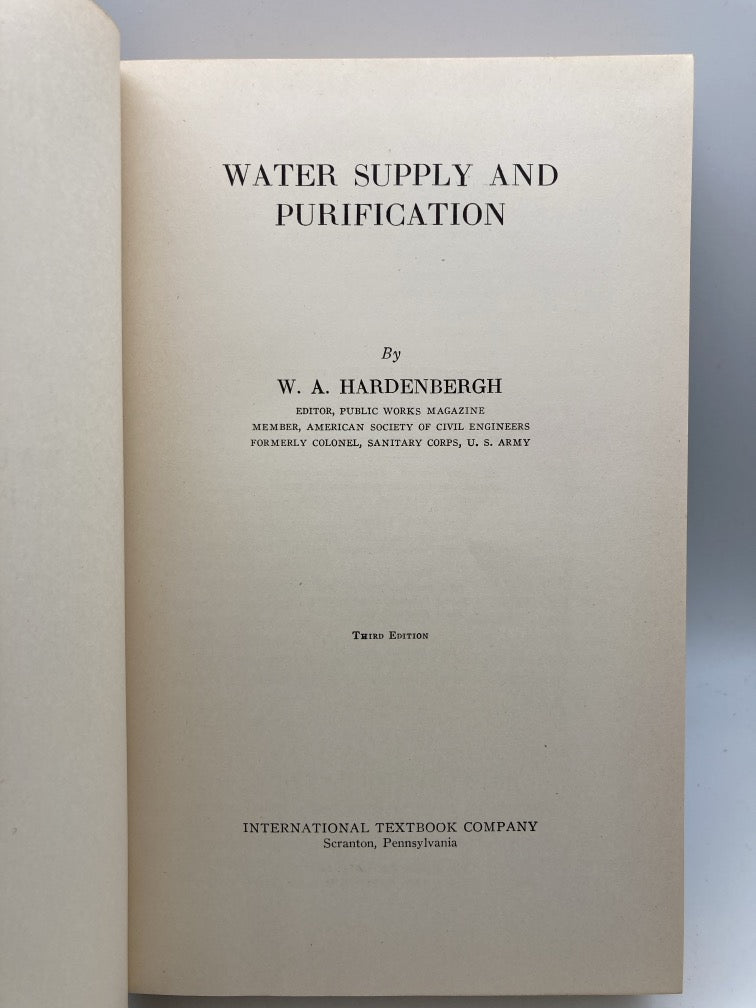 WATER SUPPLY AND
PURIFICATION
By
W. A. HARDENBERGH
EDITOR, PUBLIC WORKS MAGAZINE
MEMBER, AMERICAN SOCIETY OF CIVIL ENGINEERS
FORMERLY COLONEL, SANITARY CORPS, U. S. ARMY
THIRD EDITION
INTERNATIONAL TEXTBOOK COMPANY
Scranton, Pennsylvania